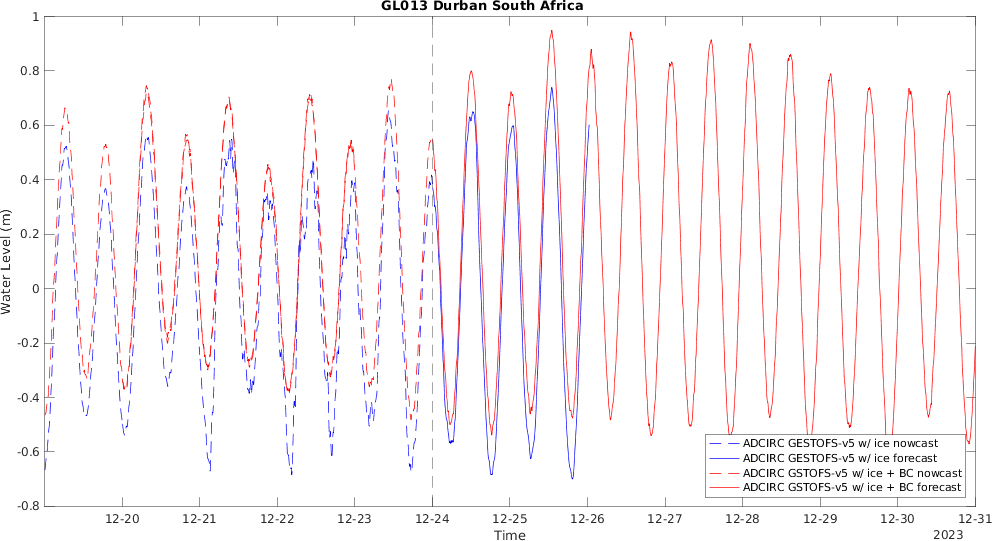 GL013 Durban South Africa
1
0.8
0.6
0.4
0.2
0
-0.2
-0.4
-0.6
-0.8
Water Level (m)
ADCIRC GESTOFS-v5 w/ ice nowcast
ADCIRC GESTOFS-v5 w/ ice forecast
ADCIRC GSTOFS-v5 w/ ice + BC nowcast
ADCIRC GSTOFS-v5 w/ ice + BC forecast
12-20 12-21 12-22 12-23 12-24 12-25 12-26 12-27 12-28 12-29 12-30 12-31
Time
2023